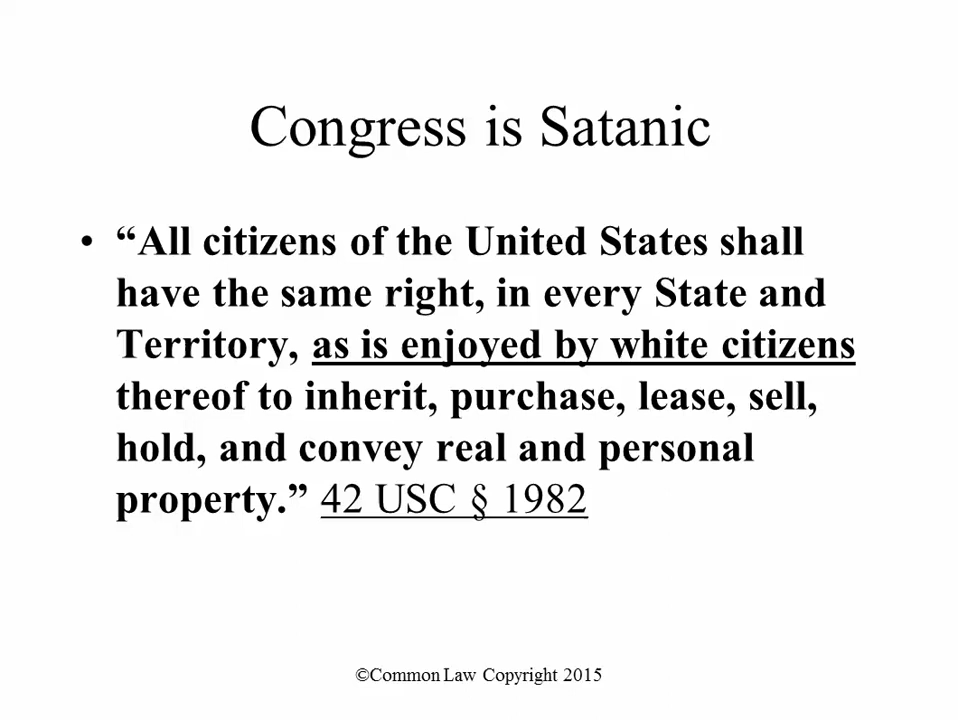 Congress is Satanic
• “All citizens of the United States shall
have the same right, in every State and
Territory, as is enjoyed by white citizens
thereof to inherit, purchase, lease, sell,
hold, and convey real and personal
property.” 42 USC § 1982
©Common Law Copyright 2015